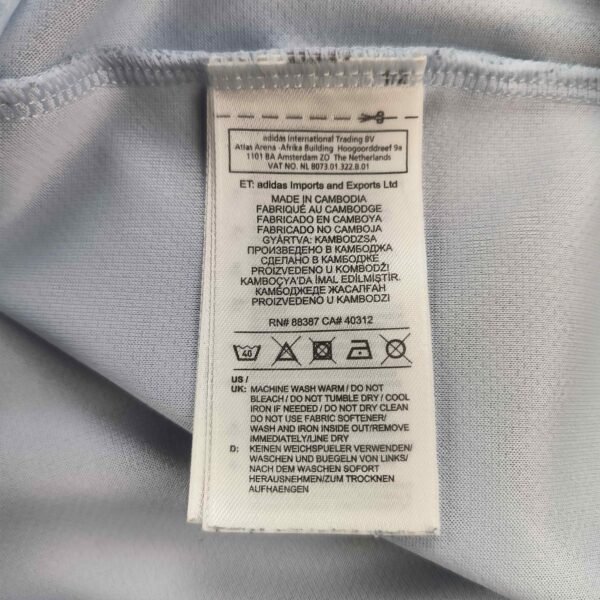 adidas International Trading BV
Atlas Arena -Afrika Building Hoogoorddreef 9a
1101 BA Amsterdam ZO The Netherlands
VAT NO. NL 8073.01.322.B.01
ET: adidas Imports and Exports Ltd
MADE IN CAMBODIA
FABRIQUÉ AU CAMBODGE
FABRICADO EN CAMBOYA
FABRICADO NO CAMBOJA
GYÁRTVA: KAMBODZSA
ПРОИЗВЕДЕНО В КАМБОДЖА
СДЕЛАНО В КАМБОДЖЕ
PROIZVEDENO U KOMBODŽI
KAMBOÇYA'DA İMAL EDİLMİŞTİR.
КАМБОДЖЕДЕ ЖАСАЛҒАН
PROIZVEDENO V KAMBODZI
RN# 88387 CA# 40312
40
US /
UK: MACHINE WASH WARM / DO NOT
BLEACH / DO NOT TUMBLE DRY / COOL
IRON IF NEEDED / DO NOT DRY CLEAN
DO NOT USE FABRIC SOFTENER/
WASH AND IRON INSIDE OUT/REMOVE
IMMEDIATELY/LINE DRY
D: KEINEN WEICHSPUELER VERWENDEN/
WASCHEN UND BUEGELN VON LINKS/
NACH DEM WASCHEN SOFORT
HERAUSNEHMEN/ZUM TROCKNEN
AUFHAENGEN